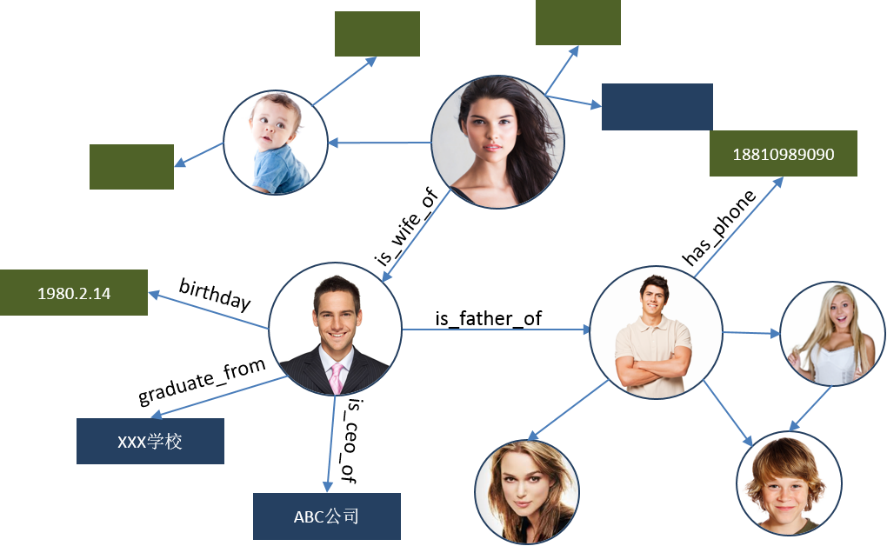 18810989090
is_wife_of
has_phone
1980.2.14
birthday
is_father_of
graduate_from
XXX学校
is_ceo_of
ABC公司